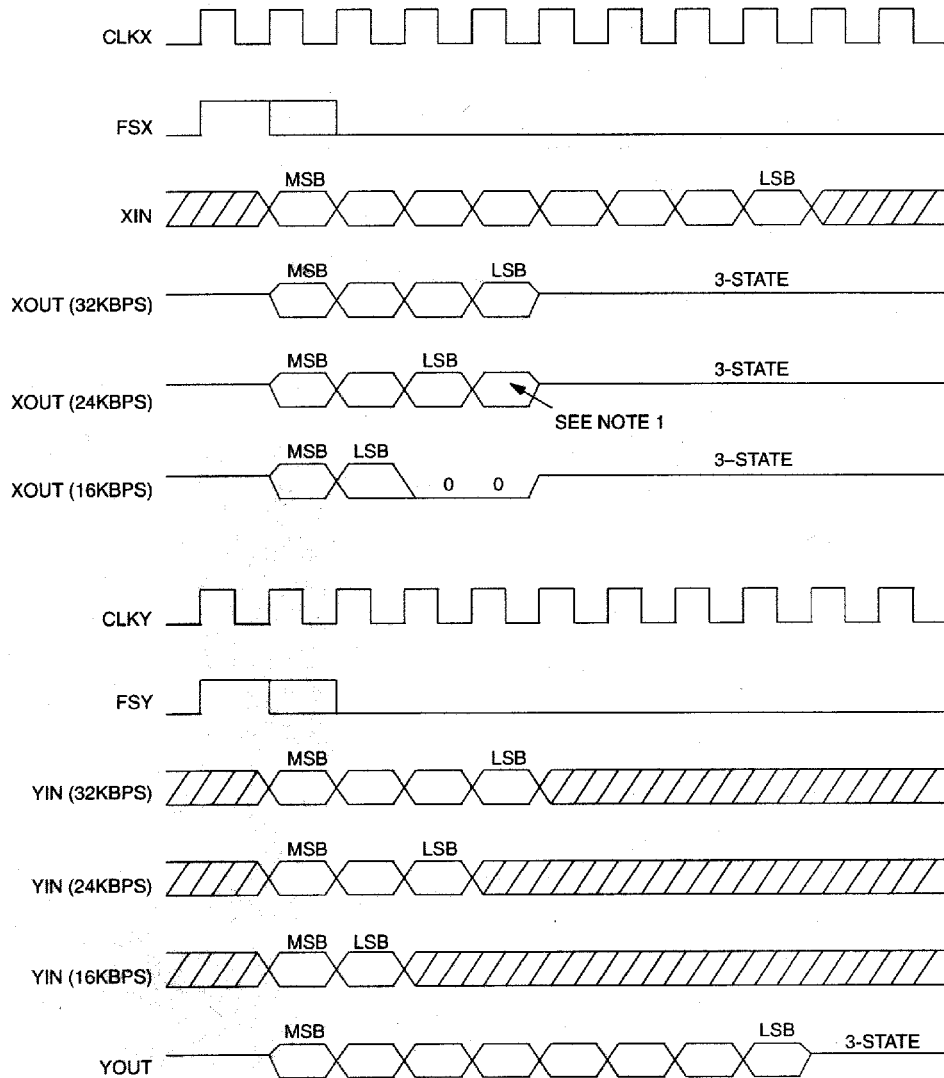 CLKX
FSX
MSB LSB
XIN
MSB LSB 3-STATE
XOUT (32KBPS)
MSB LSB 3-STATE
XOUT (24KBPS)
SEE NOTE 1
MSB LSB 3–STATE
0 0
XOUT (16KBPS)
CLKY
FSY
MSB LSB
YIN (32KBPS)
MSB LSB
YIN (24KBPS)
MSB LSB
YIN (16KBPS)
MSB LSB 3-STATE
YOUT